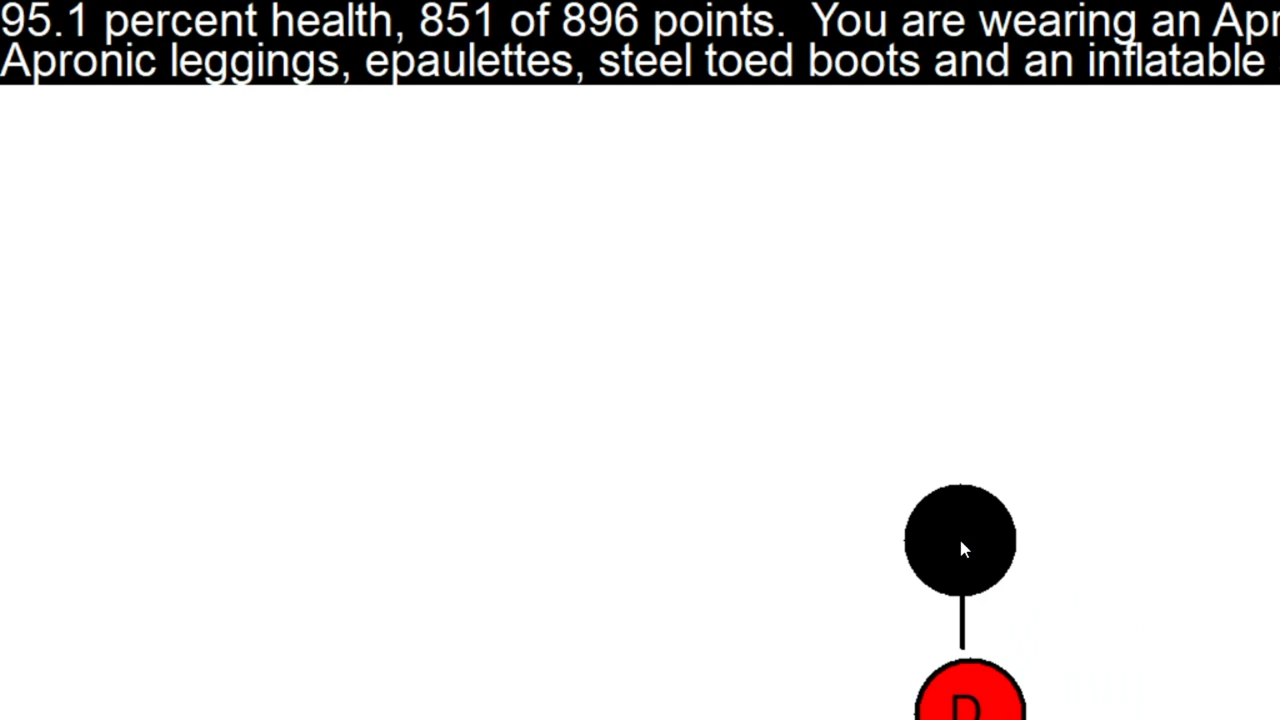 95.1 percent health, 851 of 896 points.  You are wearing an
Apronic leggings, epaulettes, steel toed boots and an inflatable